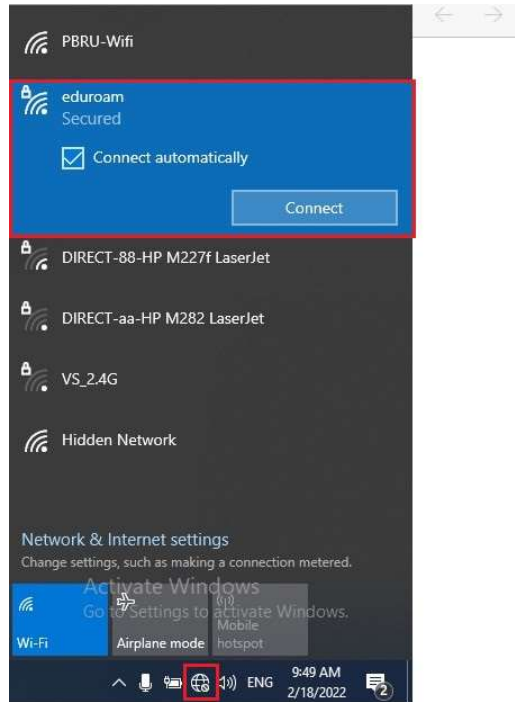 PBRU-Wifi
eduroam
Secured
Connect automatically
Connect
DIRECT-88-HP M227f LaserJet
DIRECT-aa-HP M282 LaserJet
VS_2.4G
Hidden Network
Network & Internet settings
Change settings, such as making a connection metered.
Activate Windows
Go to Settings to activate Windows.
Wi-Fi
Airplane mode
Mobile
hotspot
ENG
9:49 AM
2/18/2022
2